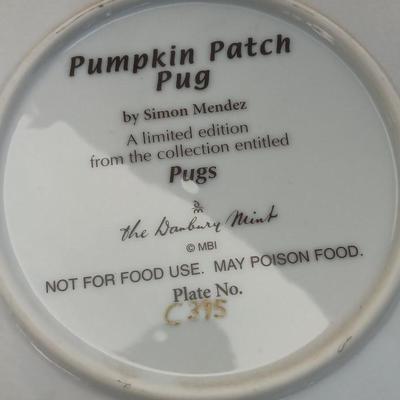 Pumpkin Patch
Pug
by Simon Mendez
A limited edition
from the collection entitled
Pugs
the Danbury Mint
© MBI
NOT FOR FOOD USE. MAY POISON FOOD.
Plate No.
C395